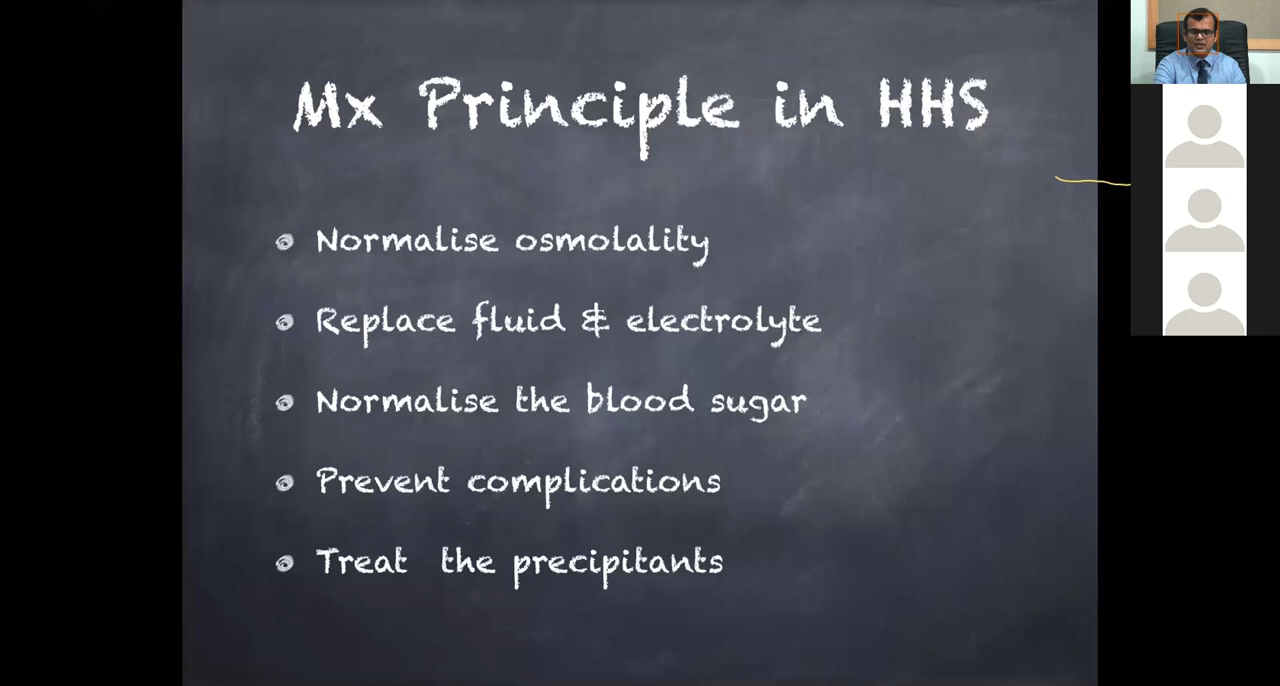 Mx Principle in HHS
Normalise osmolality
Replace fluid & electrolyte
Normalise the blood sugar
Prevent complications
Treat the precipitants